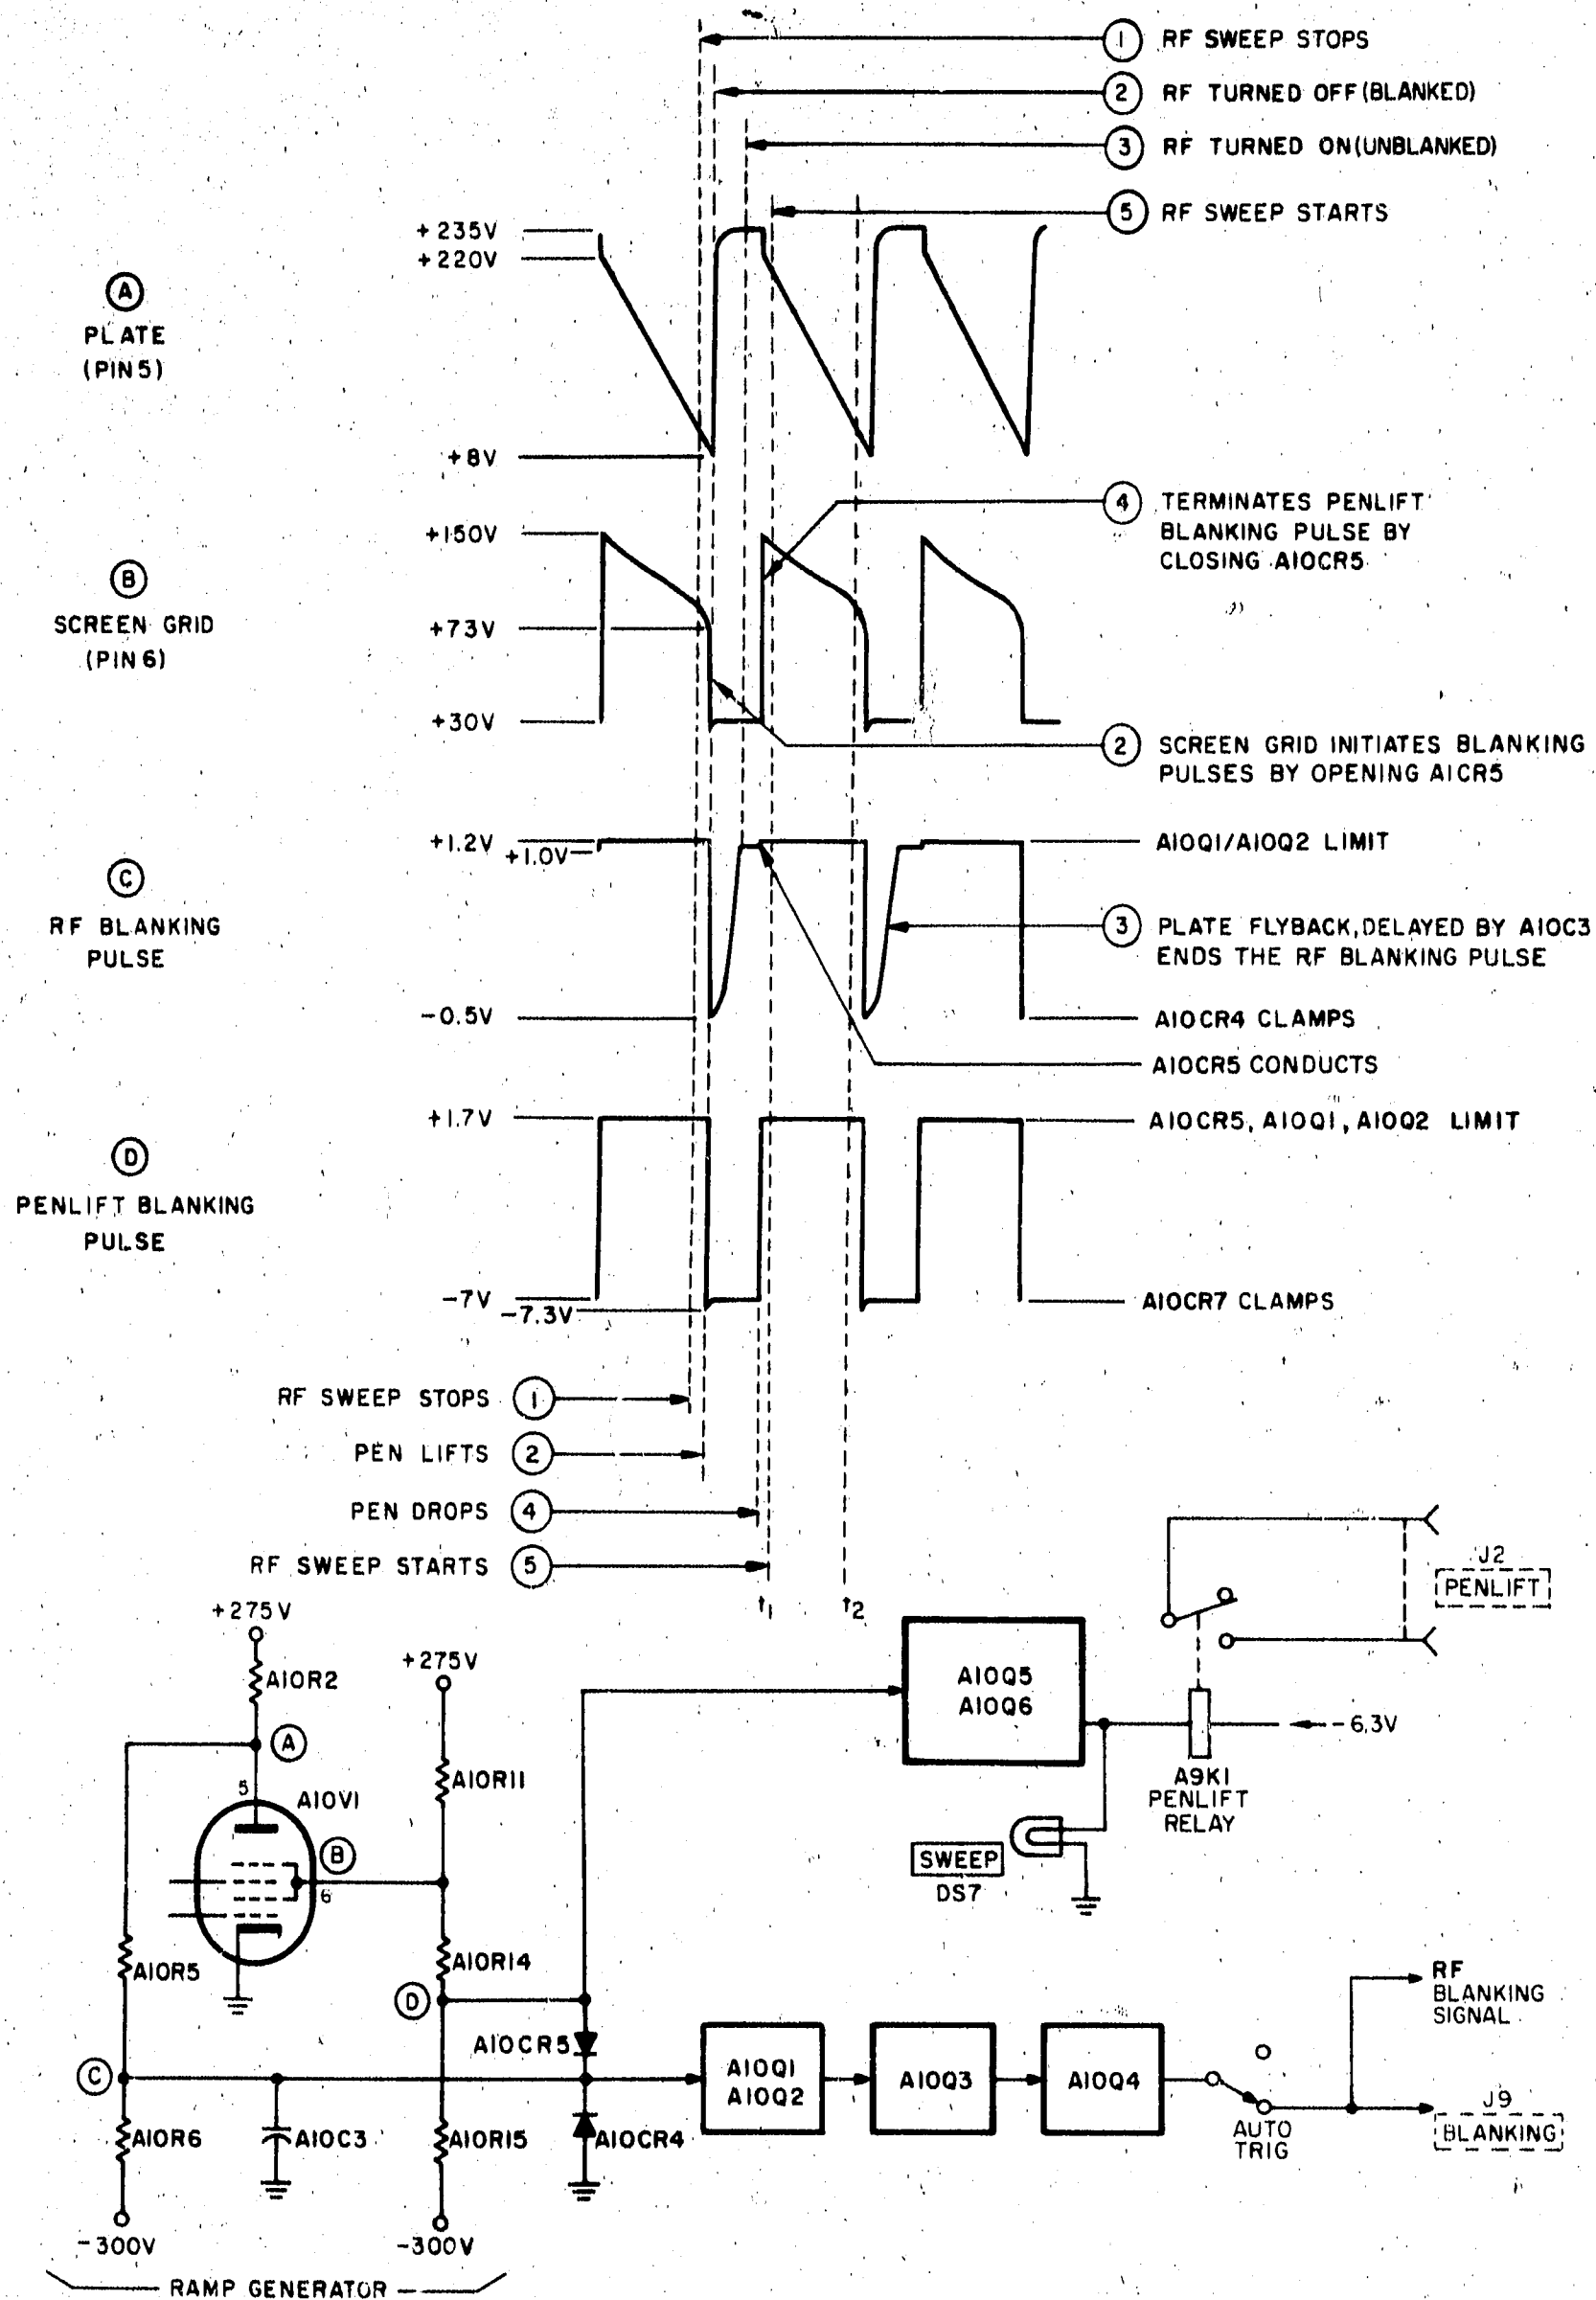 1 RF SWEEP STOPS
2 RF TURNED OFF (BLANKED)
3 RF TURNED ON (UNBLANKED)
5 RF SWEEP STARTS
+235V
+220V
A
PLATE
(PIN 5)
+8V
4 TERMINATES PENLIFT
BLANKING PULSE BY
CLOSING A10CR5
+150V
B
SCREEN GRID
(PIN 6)
+73V
+30V
2 SCREEN GRID INITIATES BLANKING
PULSES BY OPENING A1CR5
+1.2V
+1.0V
A10Q1/A10Q2 LIMIT
C
RF BLANKING
PULSE
3 PLATE FLYBACK, DELAYED BY A10C3
ENDS THE RF BLANKING PULSE
-0.5V
A10CR4 CLAMPS
A10CR5 CONDUCTS
+1.7V
A10CR5, A10Q1, A10Q2 LIMIT
D
PENLIFT BLANKING
PULSE
-7V
-7.3V
A10CR7 CLAMPS
RF SWEEP STOPS 1
PEN LIFTS 2
PEN DROPS 4
RF SWEEP STARTS 5
t1
t2
J2
PENLIFT
+275V
A10R2
+275V
A10Q5
A10Q6
-6.3V
A
5
A10V1
A10R11
A9K1
PENLIFT
RELAY
B
6
SWEEP
DS7
A10R5
A10R14
D
RF
BLANKING
SIGNAL
A10CR5
C
A10Q1
A10Q2
A10Q3
A10Q4
A10R6
A10C3
A10R15
A10CR4
AUTO
TRIG
J9
BLANKING
-300V
-300V
RAMP GENERATOR